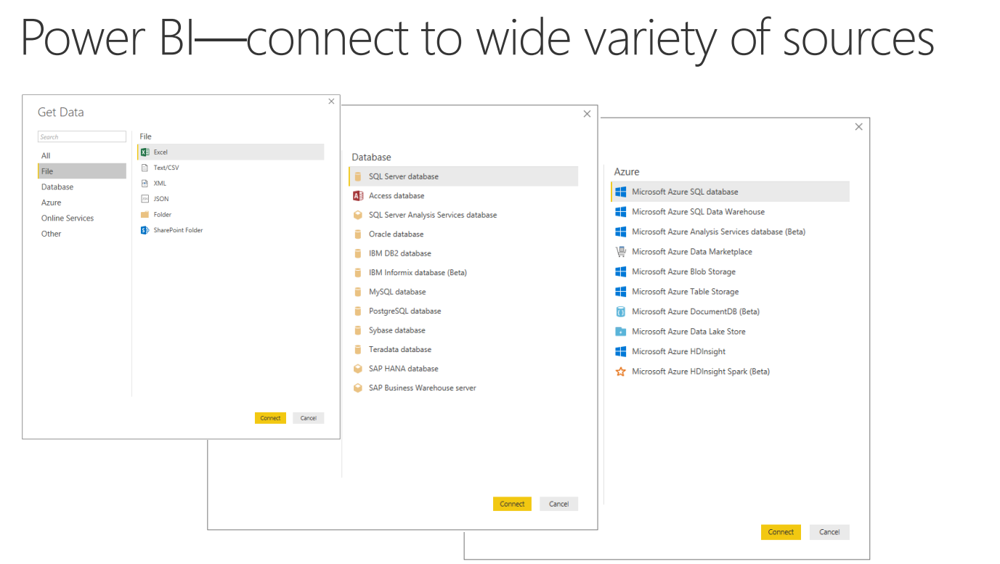 Power BI—connect to wide variety of sources
Get Data
Search
All
File
Database
Azure
Online Services
Other
File
Excel
Text/CSV
XML
JSON
Folder
SharePoint Folder
Connect
Cancel
Database
SQL Server database
Access database
SQL Server Analysis Services database
Oracle database
IBM DB2 database
IBM Informix database (Beta)
MySQL database
PostgreSQL database
Sybase database
Teradata database
SAP HANA database
SAP Business Warehouse server
Connect
Cancel
Azure
Microsoft Azure SQL database
Microsoft Azure SQL Data Warehouse
Microsoft Azure Analysis Services database (Beta)
Microsoft Azure Data Marketplace
Microsoft Azure Blob Storage
Microsoft Azure Table Storage
Microsoft Azure DocumentDB (Beta)
Microsoft Azure Data Lake Store
Microsoft Azure HDInsight
Microsoft Azure HDInsight Spark (Beta)
Connect
Cancel